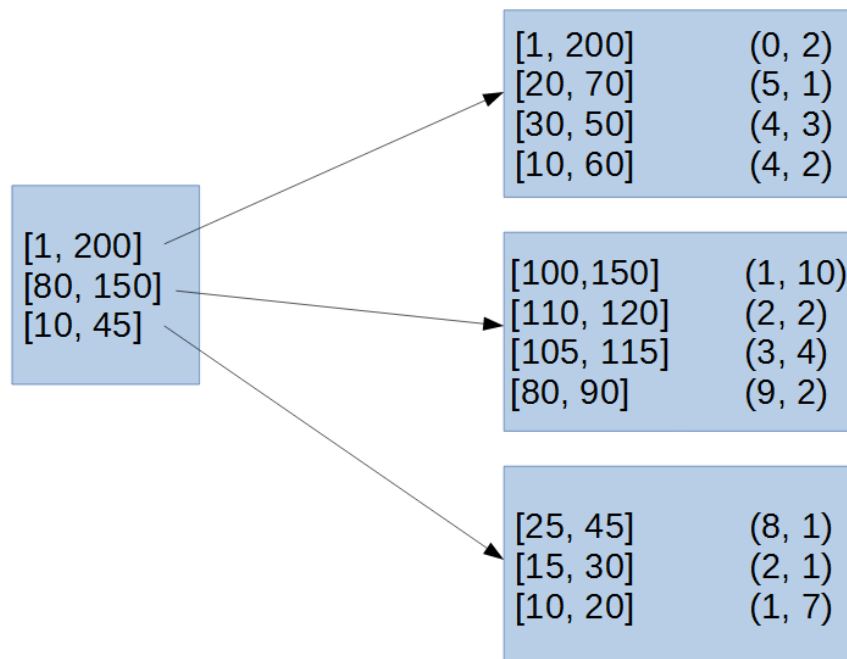 [1, 200] (0, 2)
[20, 70] (5, 1)
[30, 50] (4, 3)
[10, 60] (4, 2)
[1, 200]
[80, 150]
[10, 45]
[100,150] (1, 10)
[110, 120] (2, 2)
[105, 115] (3, 4)
[80, 90] (9, 2)
[25, 45] (8, 1)
[15, 30] (2, 1)
[10, 20] (1, 7)